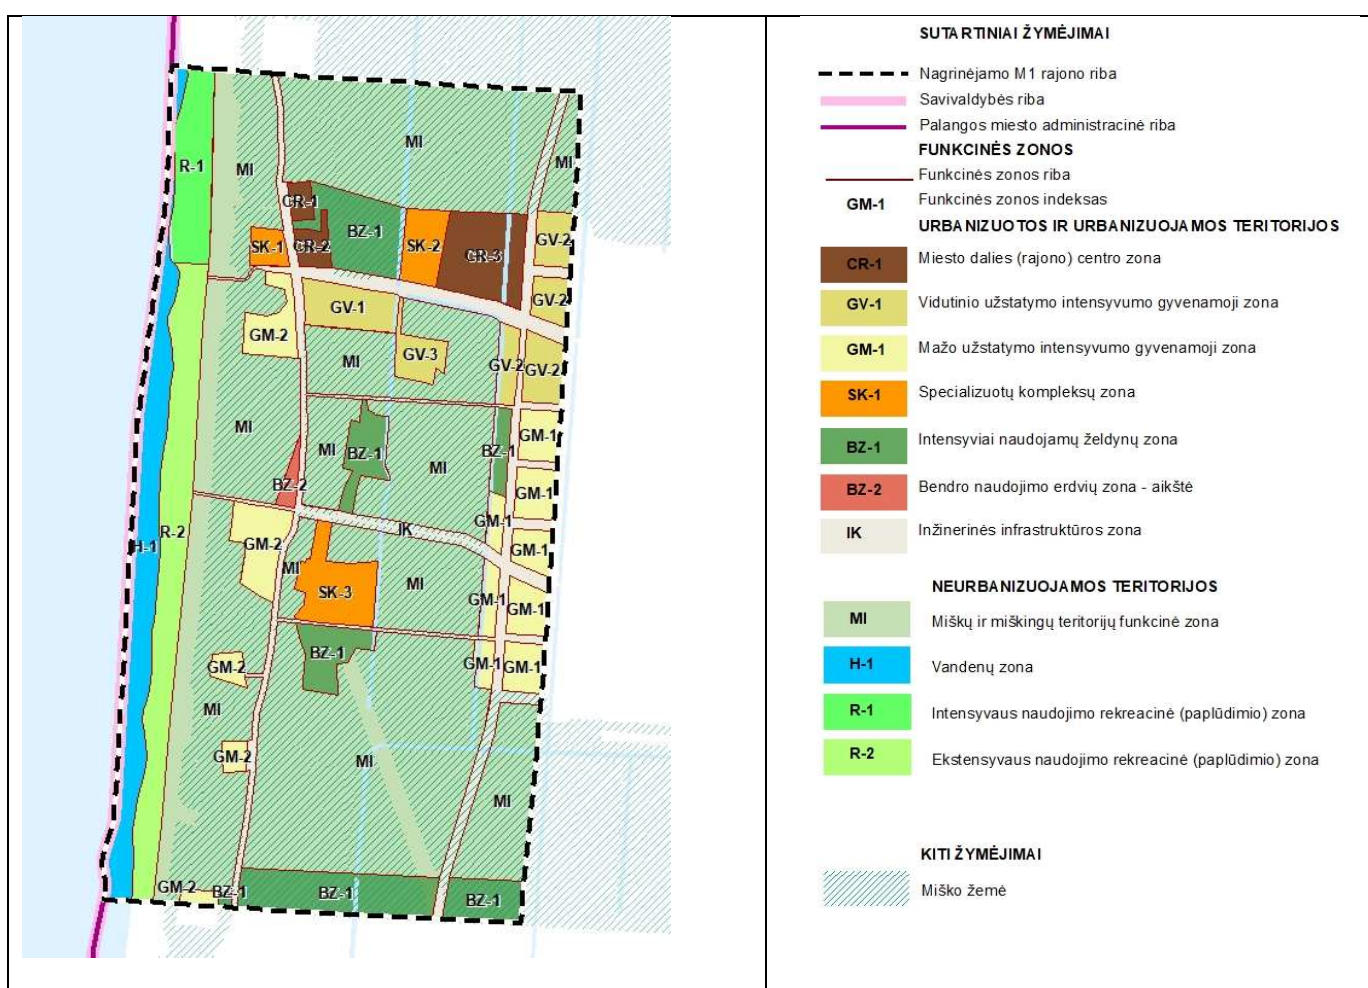 MI
MI
MI
R-1
CR-1
SK-1
CR-2
BZ-1
SK-2
CR-3
GV-2
GV-2
GV-1
GM-2
MI
GV-3
GV-2
GV-2
MI
MI
BZ-1
MI
BZ-1
GM-1
BZ-2
GM-1
GM-1
R-2
H-1
GM-2
IK
GM-1
MI
SK-3
MI
GM-1
GM-1
BZ-1
GM-2
GM-1
GM-1
MI
GM-2
MI
MI
GM-2
BZ-1
BZ-1
BZ-1
SUTARTINIAI ŽYMĖJIMAI
Nagrinėjamo M1 rajono riba
Savivaldybės riba
Palangos miesto administracinė riba
FUNKCINĖS ZONOS
Funkcinės zonos riba
GM-1 Funkcinės zonos indeksas
URBANIZUOTOS IR URBANIZUOJAMOS TERITORIJOS
CR-1 Miesto dalies (rajono) centro zona
GV-1 Vidutinio užstatymo intensyvumo gyvenamoji zona
GM-1 Mažo užstatymo intensyvumo gyvenamoji zona
SK-1 Specializuotų kompleksų zona
BZ-1 Intensyviai naudojamų želdynų zona
BZ-2 Bendro naudojimo erdvių zona - aikštė
IK Inžinerinės infrastruktūros zona
NEURBANIZUOJAMOS TERITORIJOS
MI Miškų ir miškingų teritorijų funkcinė zona
H-1 Vandenų zona
R-1 Intensyvaus naudojimo rekreacinė (paplūdimio) zona
R-2 Ekstensyvaus naudojimo rekreacinė (paplūdimio) zona
KITI ŽYMĖJIMAI
Miško žemė